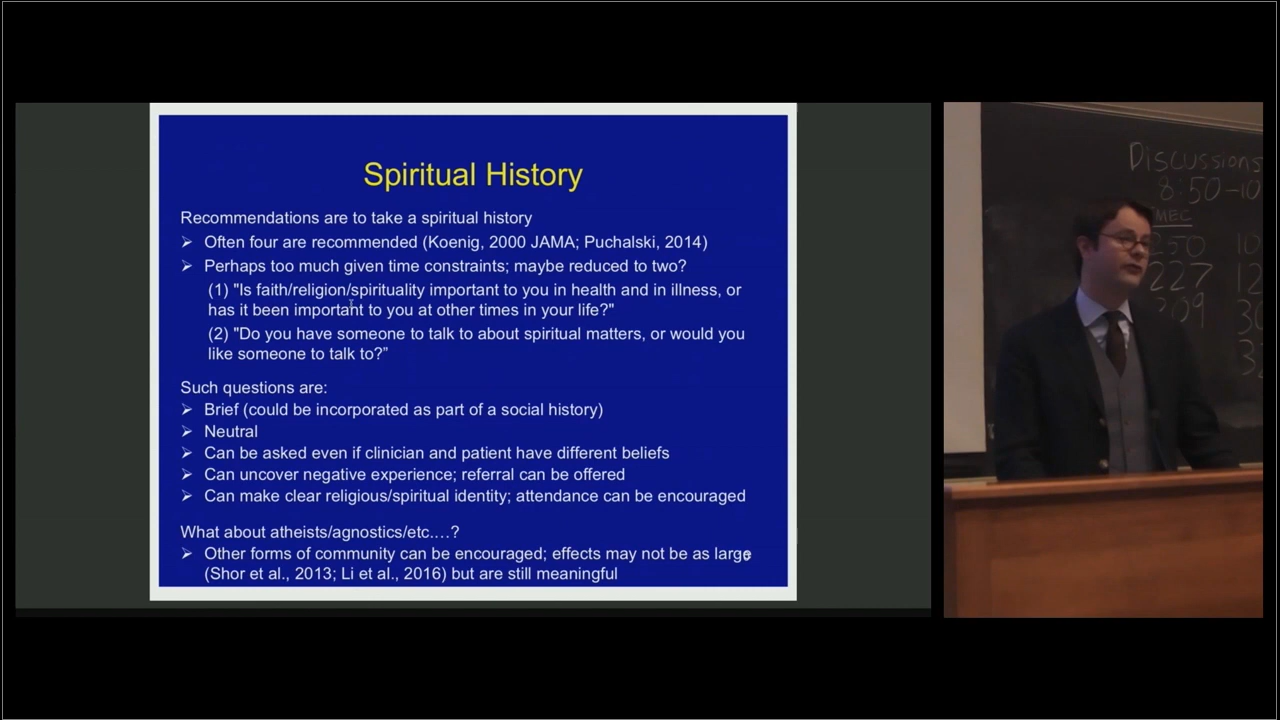 Spiritual History
Recommendations are to take a spiritual history
➢ Often four are recommended (Koenig, 2000 JAMA; Puchalski, 2014)
➢ Perhaps too much given time constraints; maybe reduced to two?
(1) "Is faith/religion/spirituality important to you in health and in illness, or
has it been important to you at other times in your life?"
(2) "Do you have someone to talk to about spiritual matters, or would you
like someone to talk to?"
Such questions are:
➢ Brief (could be incorporated as part of a social history)
➢ Neutral
➢ Can be asked even if clinician and patient have different beliefs
➢ Can uncover negative experience; referral can be offered
➢ Can make clear religious/spiritual identity; attendance can be encouraged
What about atheists/agnostics/etc.…?
➢ Other forms of community can be encouraged; effects may not be as large
(Shor et al., 2013; Li et al., 2016) but are still meaningful
Discussions
8:50-10
MEC
250 10
227 12
209 30